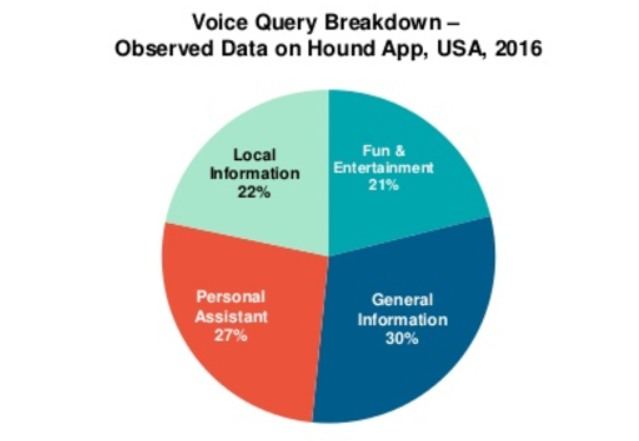 Voice Query Breakdown –
Observed Data on Hound App, USA, 2016
Local
Information
22%
Fun &
Entertainment
21%
Personal
Assistant
27%
General
Information
30%